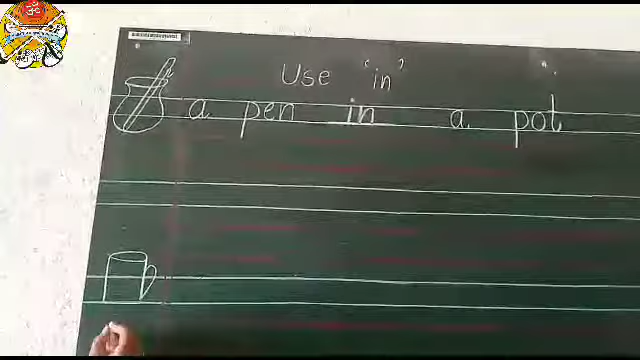 Use 'in'
a pen in a pot
ॐ